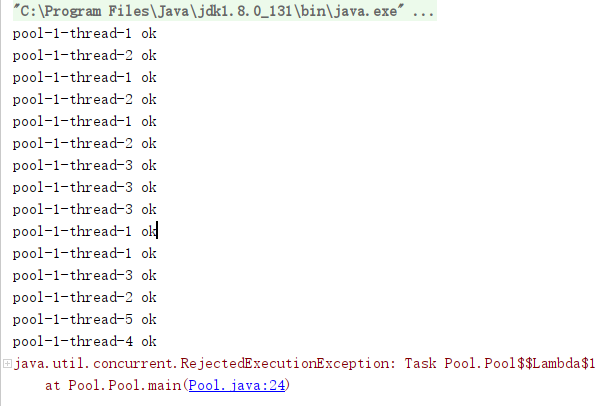 "C:\Program Files\Java\jdk1.8.0_131\bin\java.exe" ...
pool-1-thread-1 ok
pool-1-thread-2 ok
pool-1-thread-1 ok
pool-1-thread-2 ok
pool-1-thread-1 ok
pool-1-thread-2 ok
pool-1-thread-3 ok
pool-1-thread-3 ok
pool-1-thread-3 ok
pool-1-thread-1 ok
pool-1-thread-1 ok
pool-1-thread-3 ok
pool-1-thread-2 ok
pool-1-thread-5 ok
pool-1-thread-4 ok
java.util.concurrent.RejectedExecutionException: Task Pool.Pool$$Lambda$1
at Pool.Pool.main(Pool.java:24)